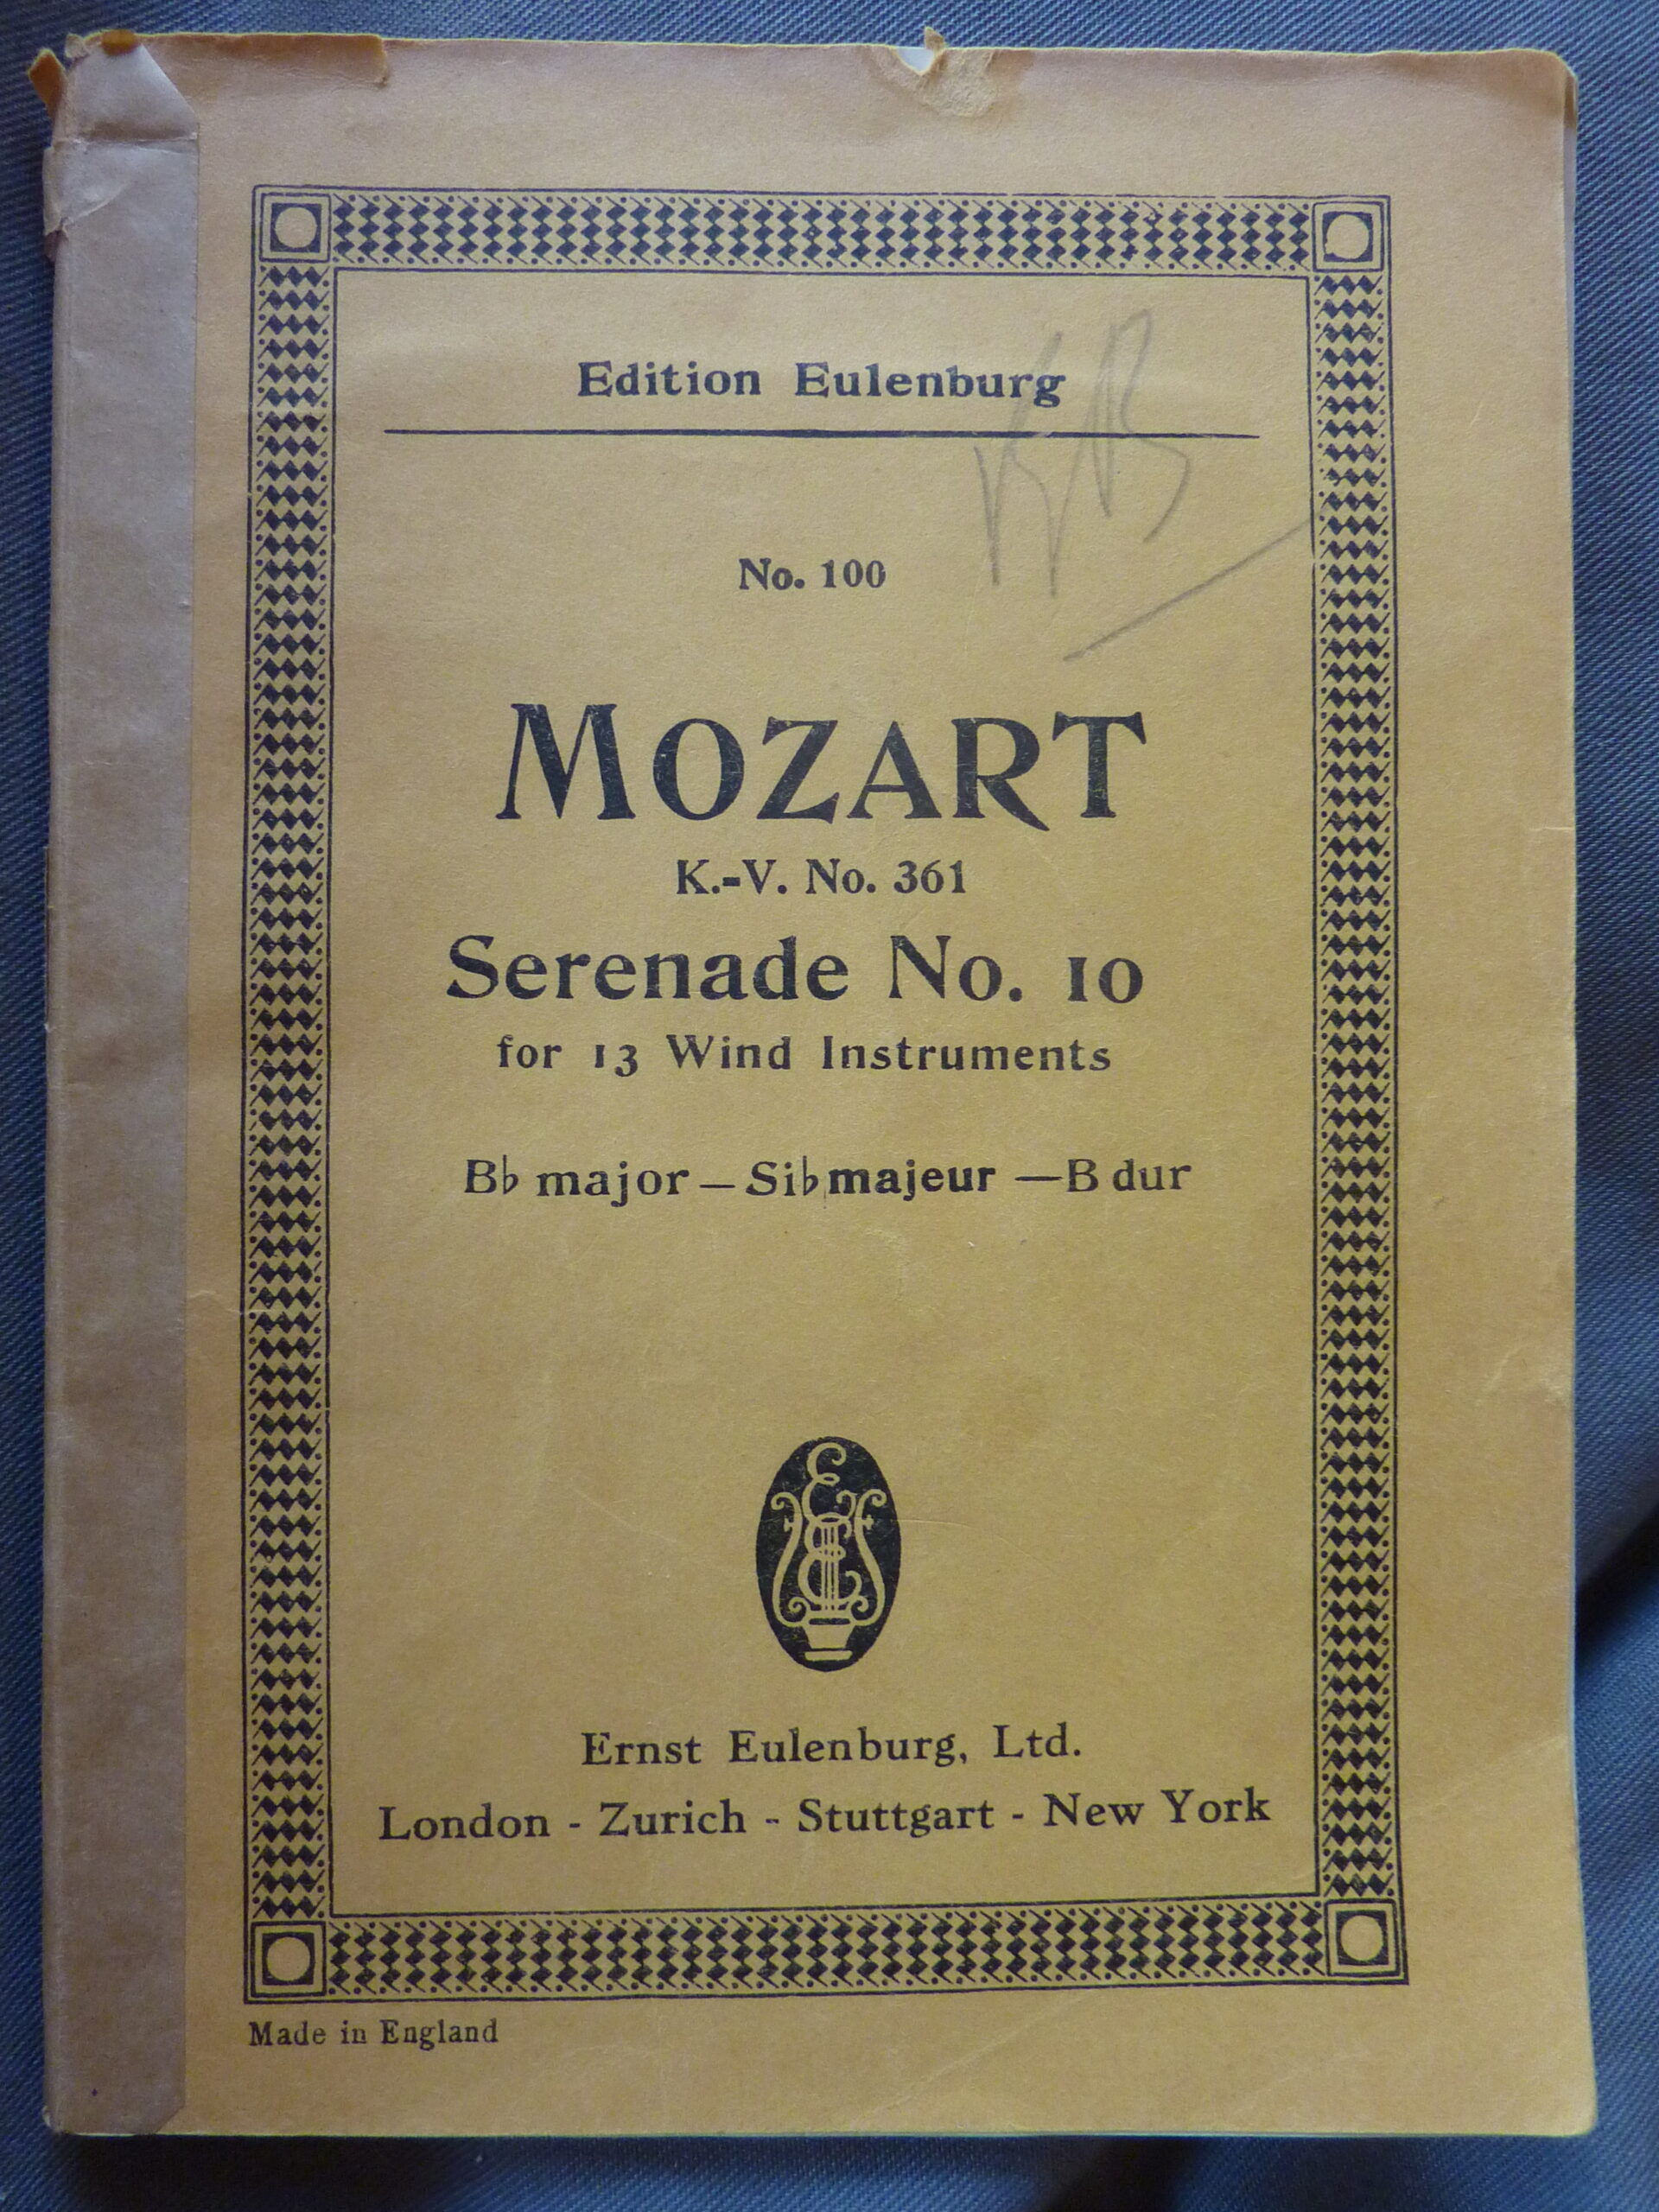 Edition Eulenburg
No. 100
MOZART
K.-V. No. 361
Serenade No. 10
for 13 Wind Instruments
B♭ major – Si♭ majeur — B dur
Ernst Eulenburg, Ltd.
London - Zurich - Stuttgart - New York
Made in England